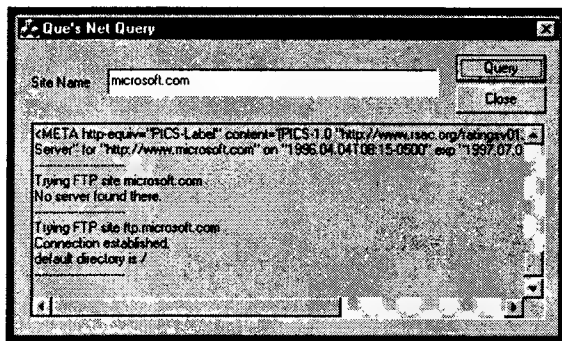 Que's Net Query
Site Name microsoft.com
Query
Close
<META http-equiv="PICS-Label" content='(PICS-1.0 "http://www.rsac.org/ratingsv01.
Server" for "http://www.microsoft.com" on "1996.04.04T08:15-0500" exp "1997.07.0
--------------------
Trying FTP site microsoft.com
No server found there.
--------------------
Trying FTP site ftp.microsoft.com
Connection established.
default directory is /
--------------------